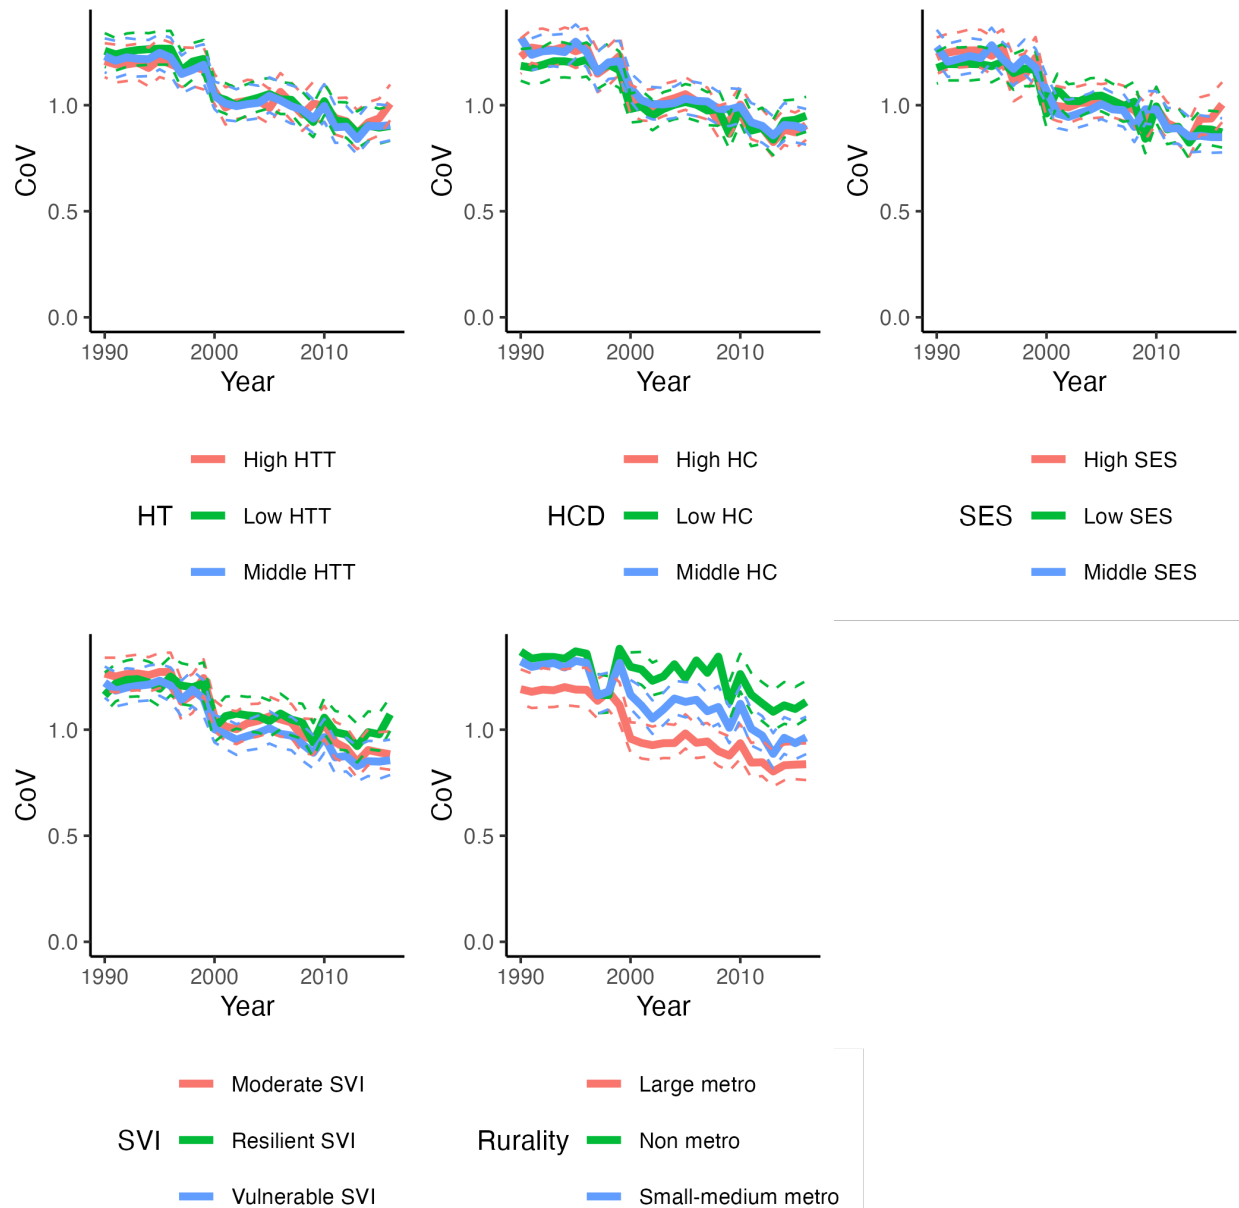 CoV
1.0
0.5
0.0
1990 2000 2010
Year
CoV
1.0
0.5
0.0
1990 2000 2010
Year
CoV
1.0
0.5
0.0
1990 2000 2010
Year
HT
High HTT
Low HTT
Middle HTT
HCD
High HC
Low HC
Middle HC
SES
High SES
Low SES
Middle SES
CoV
1.0
0.5
0.0
1990 2000 2010
Year
CoV
1.0
0.5
0.0
1990 2000 2010
Year
SVI
Moderate SVI
Resilient SVI
Vulnerable SVI
Rurality
Large metro
Non metro
Small-medium metro